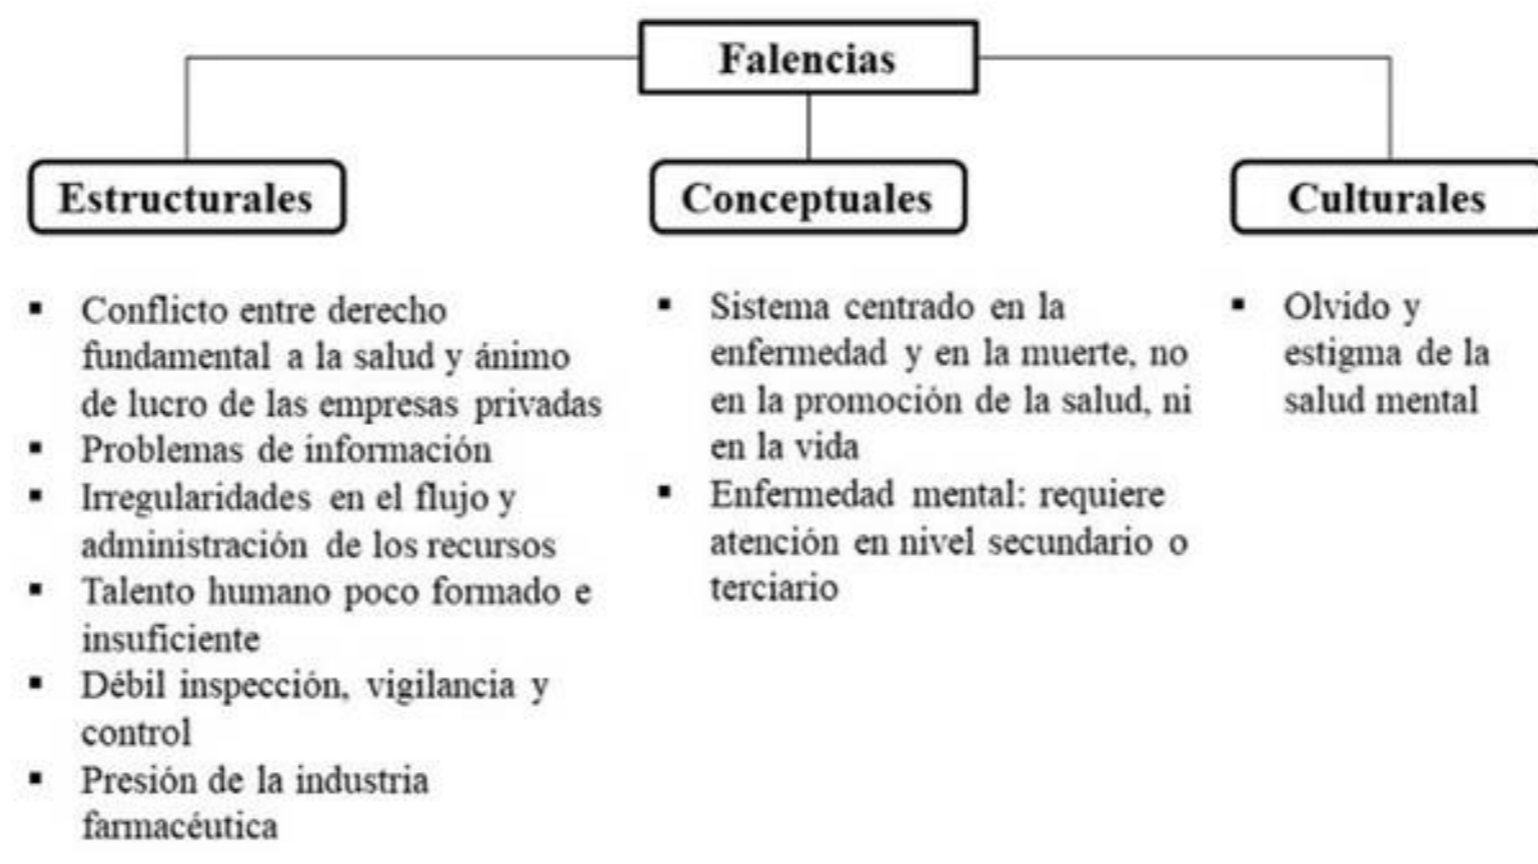 Falencias
Estructurales
Conflicto entre derecho
fundamental a la salud y ánimo
de lucro de las empresas privadas
Problemas de información
Irregularidades en el flujo y
administración de los recursos
Talento humano poco formado e
insuficiente
Débil inspección, vigilancia y
control
Presión de la industria
farmacéutica
Conceptuales
Sistema centrado en la
enfermedad y en la muerte, no
en la promoción de la salud, ni
en la vida
Enfermedad mental: requiere
atención en nivel secundario o
terciario
Culturales
Olvido y
estigma de la
salud mental